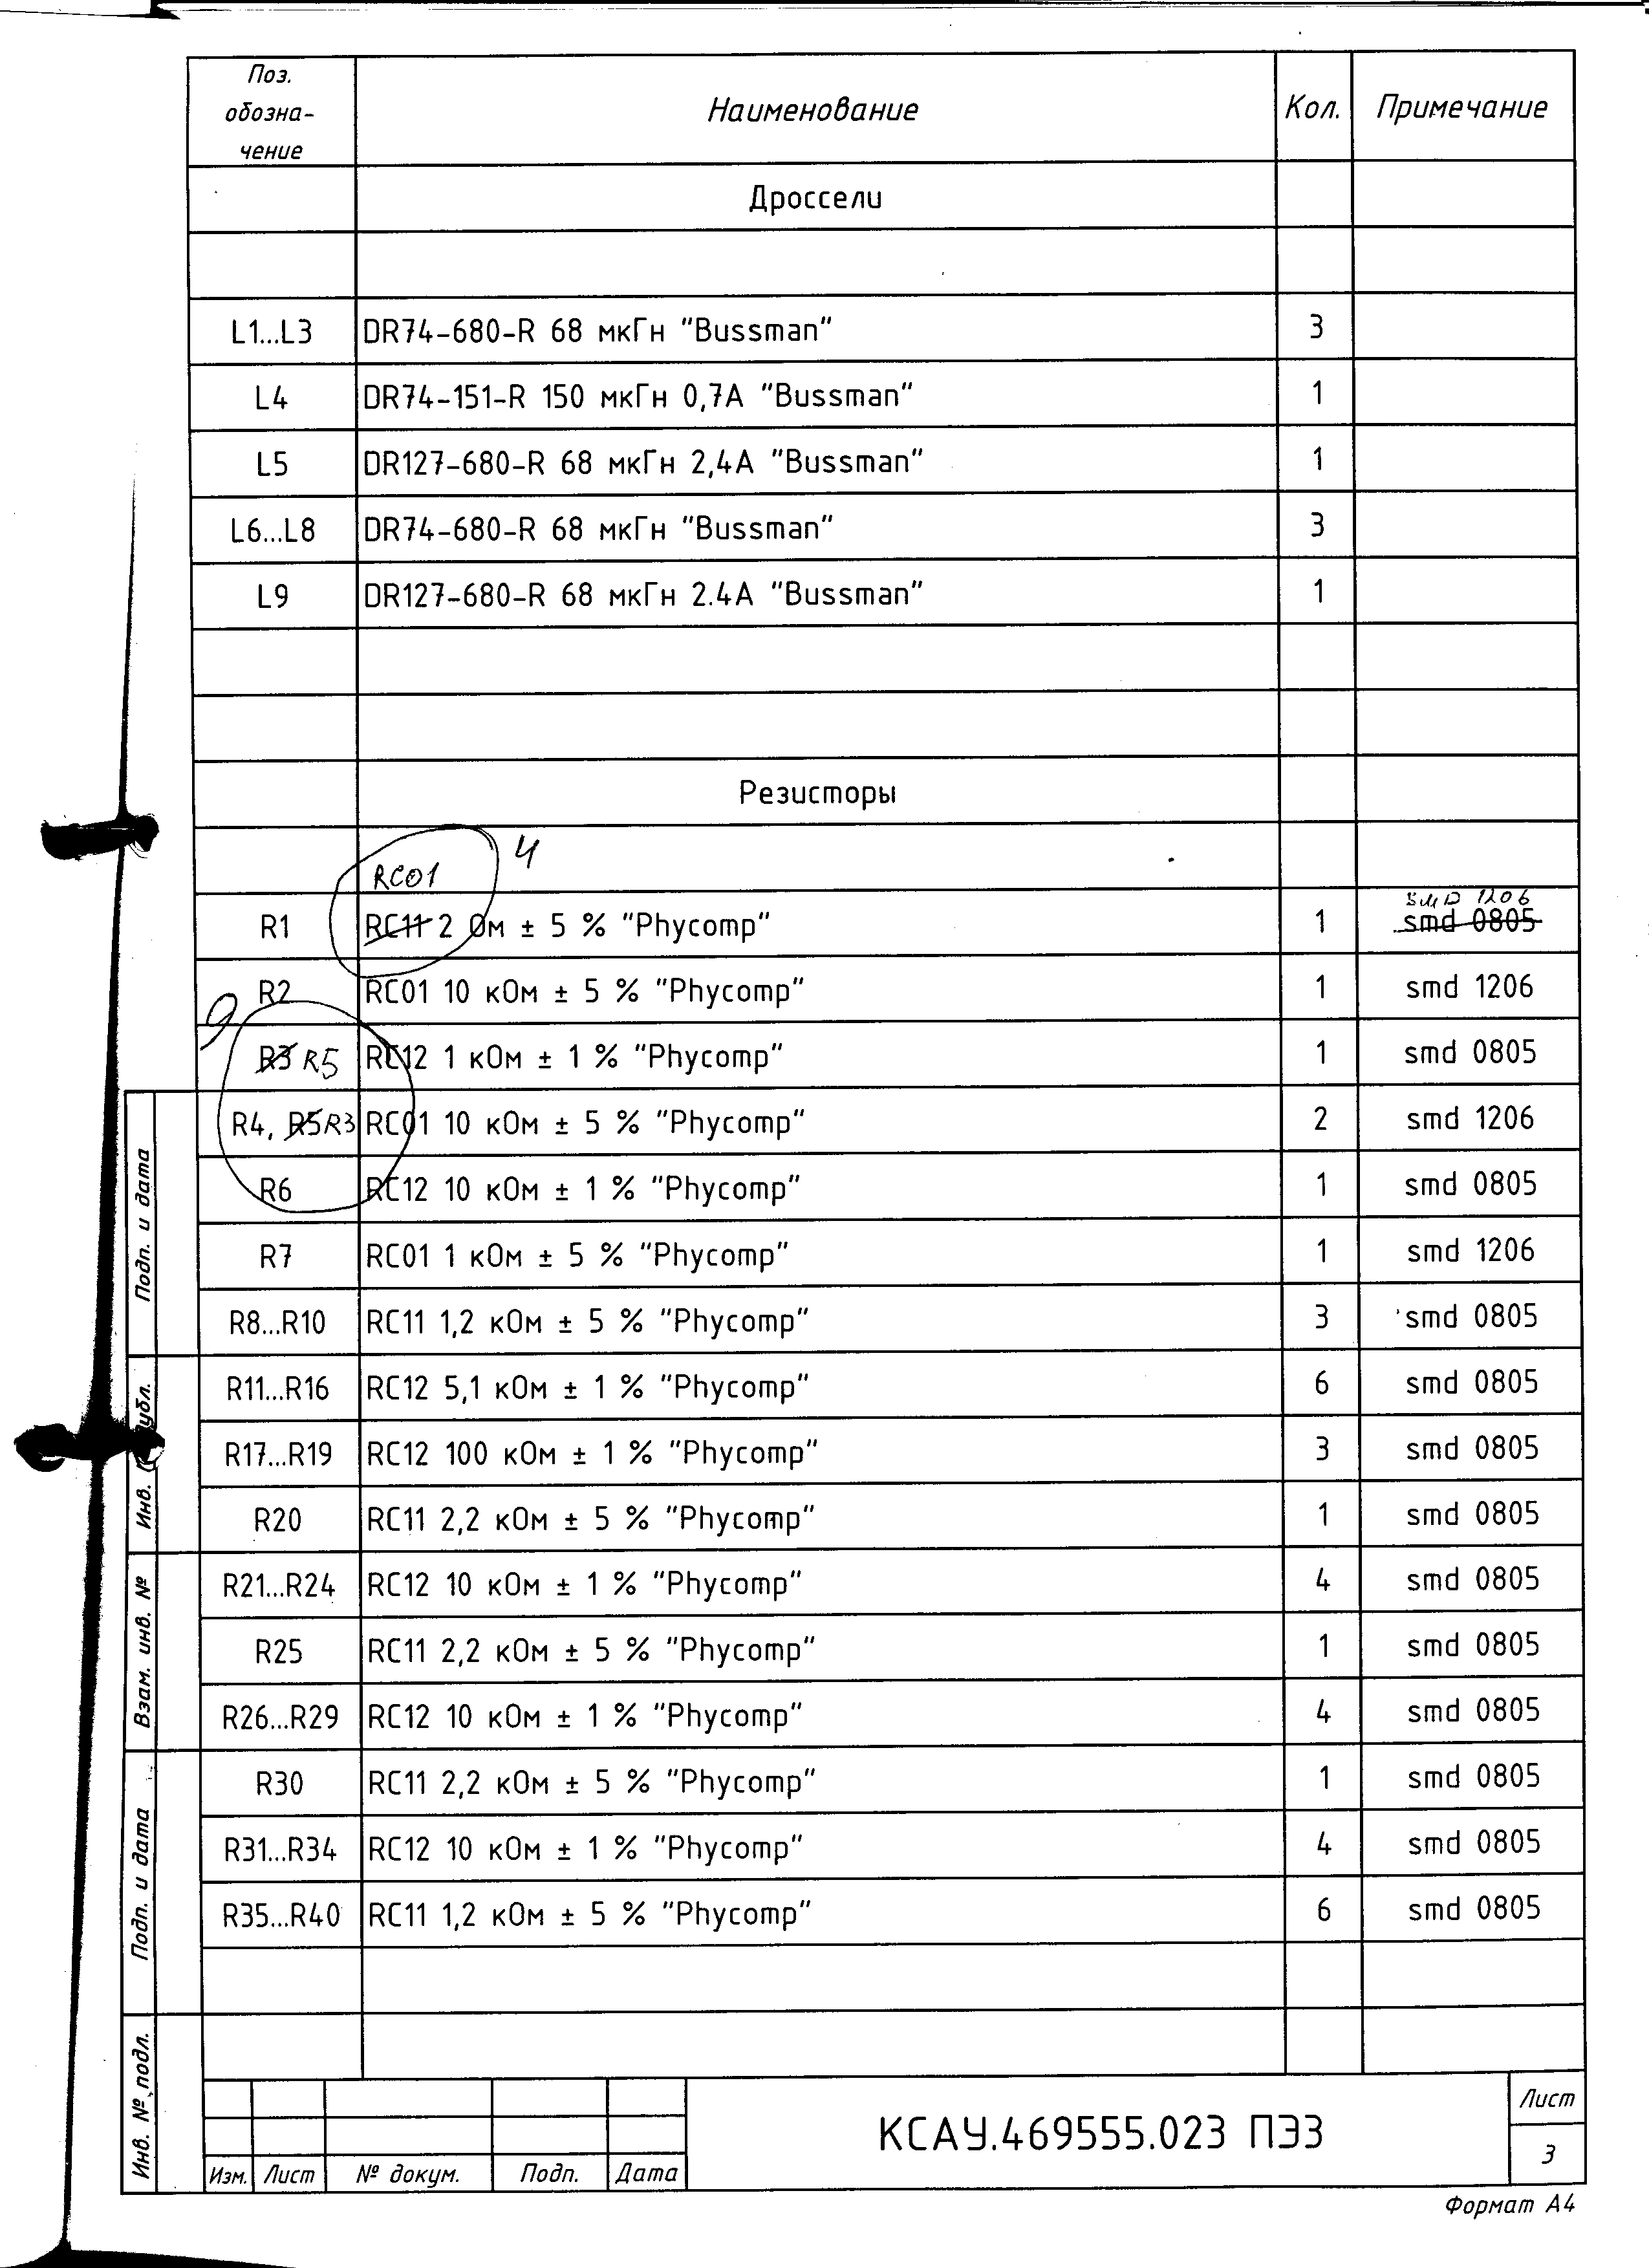 Поз. обозна- чение Наименование Кол. Примечание
Дроссели
L1...L3 DR74-680-R 68 мкГн "Bussman" 3
L4 DR74-151-R 150 мкГн 0,7А "Bussman" 1
L5 DR127-680-R 68 мкГн 2,4А "Bussman" 1
L6...L8 DR74-680-R 68 мкГн "Bussman" 3
L9 DR127-680-R 68 мкГн 2.4А "Bussman" 1
Резисторы
4
RC01
SMD 1206
R1 RC11 2 Ом ± 5 % "Phycomp" 1 smd 0805
R2 RC01 10 кОм ± 5 % "Phycomp" 1 smd 1206
9
R3 R5 RC12 1 кОм ± 1 % "Phycomp" 1 smd 0805
R4, R5 R3 RC01 10 кОм ± 5 % "Phycomp" 2 smd 1206
R6 RC12 10 кОм ± 1 % "Phycomp" 1 smd 0805
R7 RC01 1 кОм ± 5 % "Phycomp" 1 smd 1206
R8...R10 RC11 1,2 кОм ± 5 % "Phycomp" 3 smd 0805
R11...R16 RC12 5,1 кОм ± 1 % "Phycomp" 6 smd 0805
R17...R19 RC12 100 кОм ± 1 % "Phycomp" 3 smd 0805
R20 RC11 2,2 кОм ± 5 % "Phycomp" 1 smd 0805
R21...R24 RC12 10 кОм ± 1 % "Phycomp" 4 smd 0805
R25 RC11 2,2 кОм ± 5 % "Phycomp" 1 smd 0805
R26...R29 RC12 10 кОм ± 1 % "Phycomp" 4 smd 0805
R30 RC11 2,2 кОм ± 5 % "Phycomp" 1 smd 0805
R31...R34 RC12 10 кОм ± 1 % "Phycomp" 4 smd 0805
R35...R40 RC11 1,2 кОм ± 5 % "Phycomp" 6 smd 0805
Подп. и дата
Инв.
Взам. инв. №
Подп. и дата
Инв. № подл.
Изм. Лист № докум. Подп. Дата
КСАУ.469555.023 ПЭ3
Лист
3
Формат А4